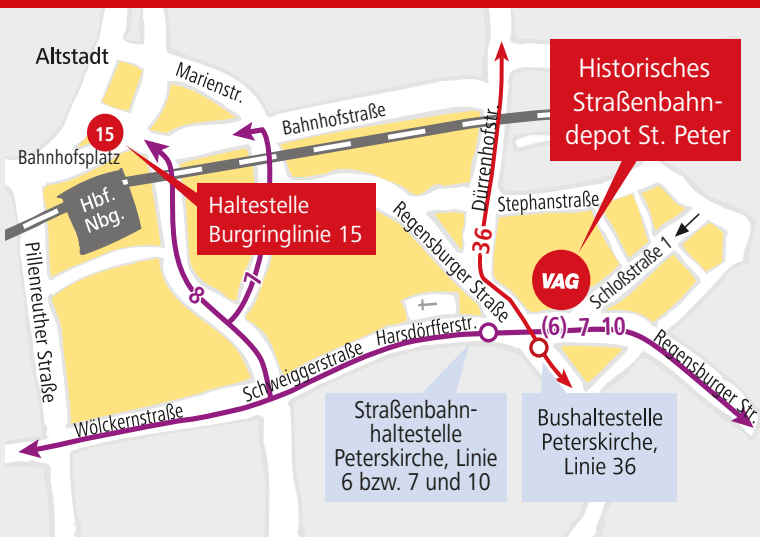 Altstadt
Marienstr.
Bahnhofstraße
Dürrenhofstr.
Historisches
Straßenbahn-
depot St. Peter
15
Bahnhofsplatz
Hbf.
Nbg.
Haltestelle
Burgringlinie 15
Stephanstraße
Regensburger Straße
36
Pillenreuther Straße
8
7
VAG
Schloßstraße 1
Harsdörfferstr.
(6) 7 10
Regensburger Str.
Schweiggerstraße
Wölckernstraße
Straßenbahn-
haltestelle
Peterskirche, Linie
6 bzw. 7 und 10
Bushaltestelle
Peterskirche,
Linie 36